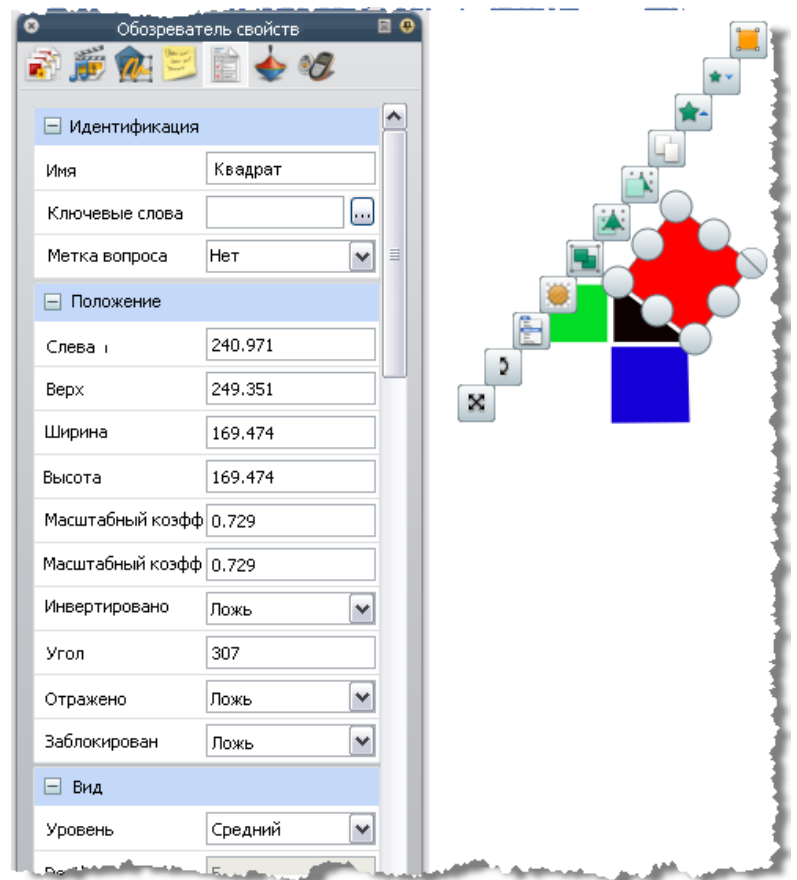 Обозреватель свойств
Идентификация
Имя
Квадрат
Ключевые слова
...
Метка вопроса
Нет
Положение
Слева
240.971
Верх
249.351
Ширина
169.474
Высота
169.474
Масштабный коэфф
0.729
Масштабный коэфф
0.729
Инвертировано
Ложь
Угол
307
Отражено
Ложь
Заблокирован
Ложь
Вид
Уровень
Средний